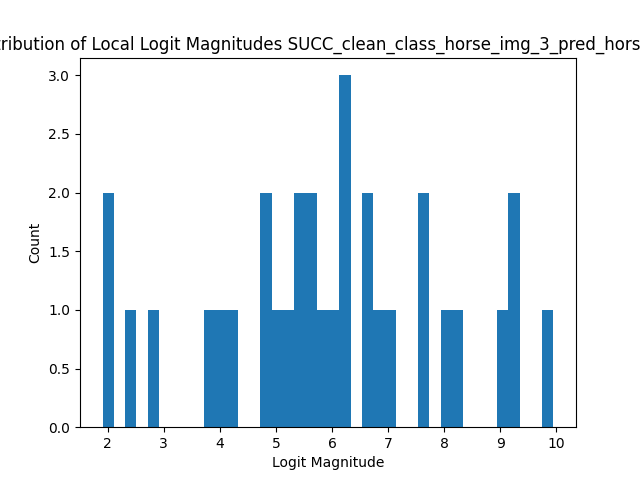 tribution of Local Logit Magnitudes SUCC_clean_class_horse_img_3_pred_hors
3.0
2.5
2.0
1.5
1.0
0.5
0.0
Count
2 3 4 5 6 7 8 9 10
Logit Magnitude